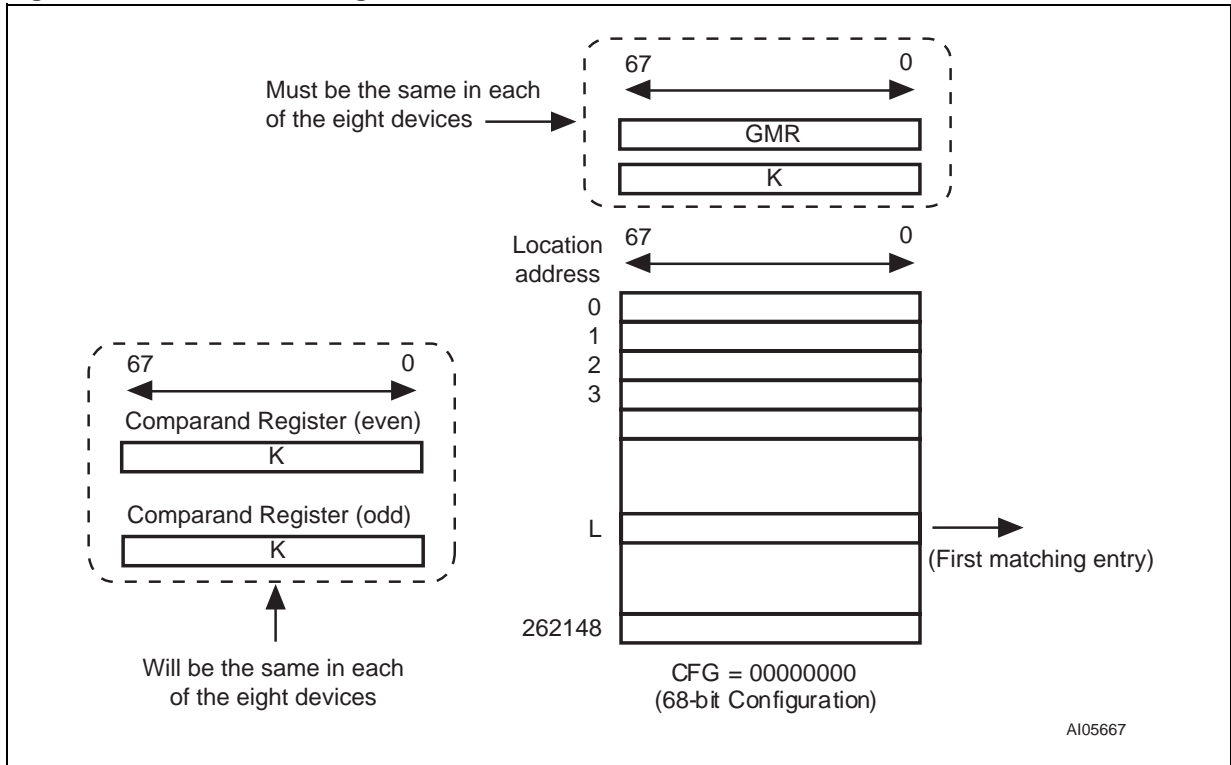 67 0
Must be the same in each
of the eight devices
GMR
K
Location
address
67 0
0
1
2
3
L
(First matching entry)
262148
CFG = 00000000
(68-bit Configuration)
67 0
Comparand Register (even)
K
Comparand Register (odd)
K
Will be the same in each
of the eight devices
AI05667